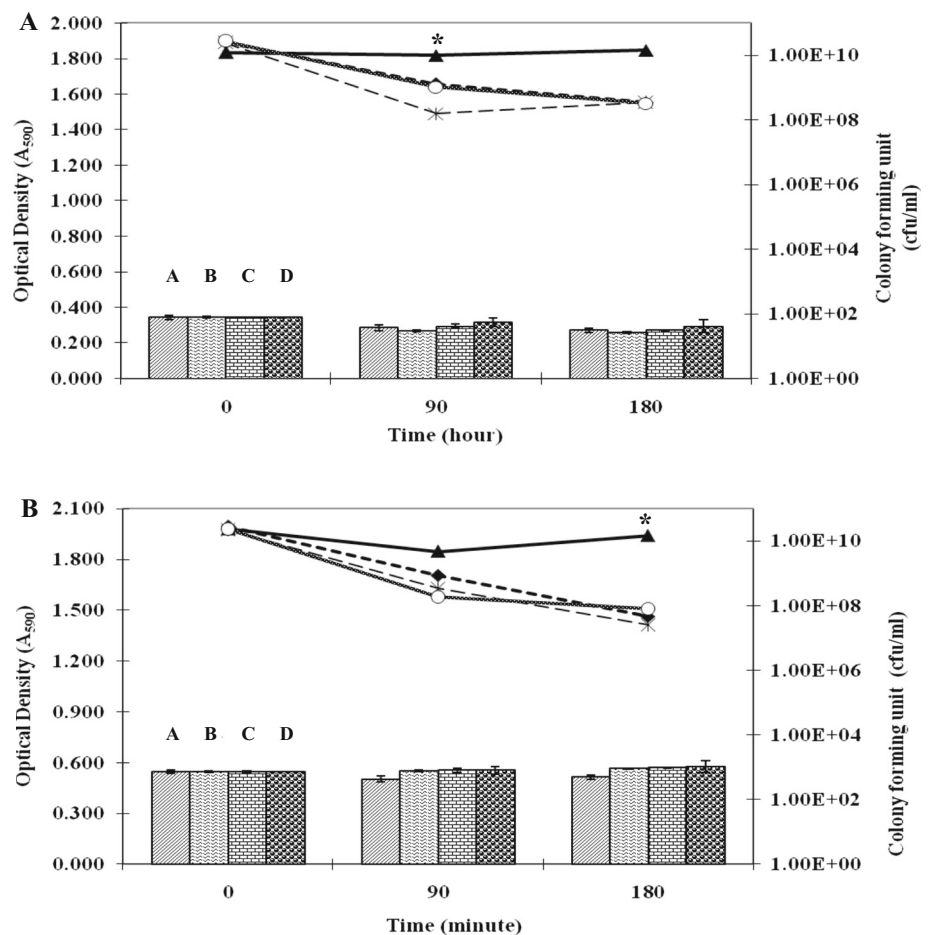 A
2.000
1.800
1.600
1.400
1.200
1.000
0.800
0.600
0.400
0.200
0.000
Optical Density (A590)
*
A B C D
1.00E+10
1.00E+08
1.00E+06
1.00E+04
1.00E+02
1.00E+00
Colony forming unit
(cfu/ml)
0 90 180
Time (hour)
B
2.100
1.800
1.500
1.200
0.900
0.600
0.300
0.000
Optical Density (A590)
*
A B C D
1.00E+10
1.00E+08
1.00E+06
1.00E+04
1.00E+02
1.00E+00
Colony forming unit (cfu/ml)
0 90 180
Time (minute)